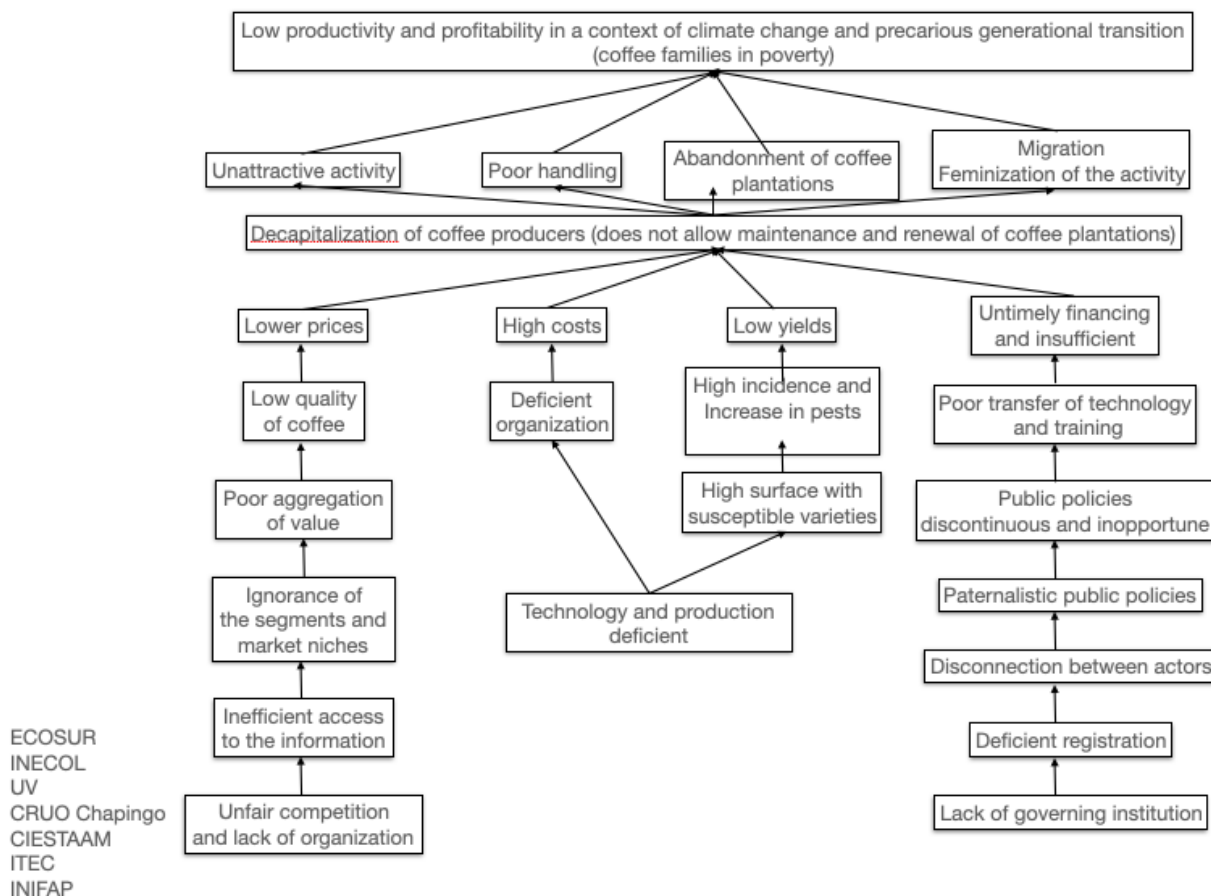 Low productivity and profitability in a context of climate change and precarious generational transition
(coffee families in poverty)
Unattractive activity
Poor handling
Abandonment of coffee
plantations
Migration
Feminization of the activity
Decapitalization of coffee producers (does not allow maintenance and renewal of coffee plantations)
Lower prices
High costs
Low yields
Untimely financing
and insufficient
Low quality
of coffee
Deficient
organization
High incidence and
Increase in pests
Poor transfer of technology
and training
Poor aggregation
of value
High surface with
susceptible varieties
Public policies
discontinuous and inopportune
Ignorance of
the segments and
market niches
Technology and production
deficient
Paternalistic public policies
Disconnection between actors
Inefficient access
to the information
Deficient registration
Unfair competition
and lack of organization
Lack of governing institution
ECOSUR
INECOL
UV
CRUO Chapingo
CIESTAAM
ITEC
INIFAP